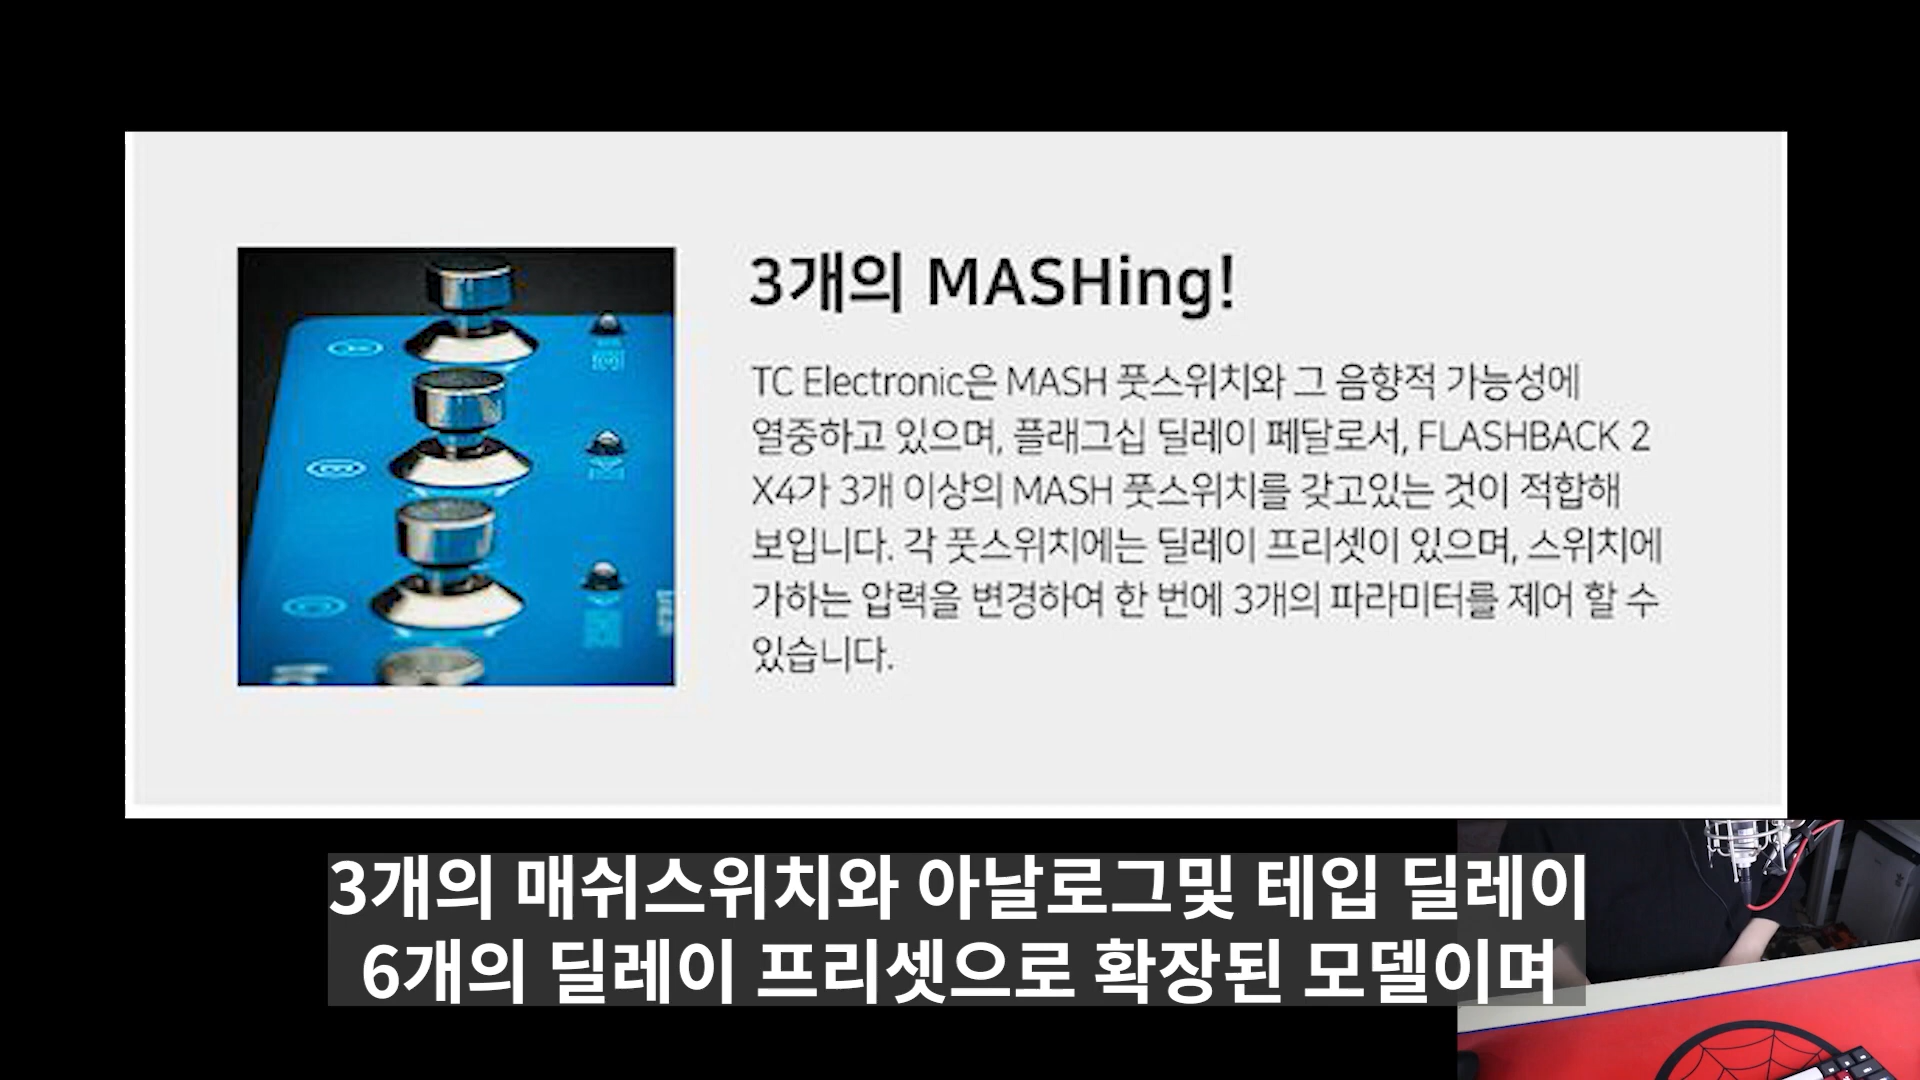 3개의 MASHing!
TC Electronic은 MASH 풋스위치와 그 음향적 가능성에
열중하고 있으며, 플래그십 딜레이 페달로서, FLASHBACK 2
X4가 3개 이상의 MASH 풋스위치를 갖고있는 것이 적합해
보입니다. 각 풋스위치에는 딜레이 프리셋이 있으며, 스위치에
가하는 압력을 변경하여 한 번에 3개의 파라미터를 제어 할 수
있습니다.
3개의 매쉬스위치와 아날로그및 테입 딜레이
6개의 딜레이 프리셋으로 확장된 모델이며